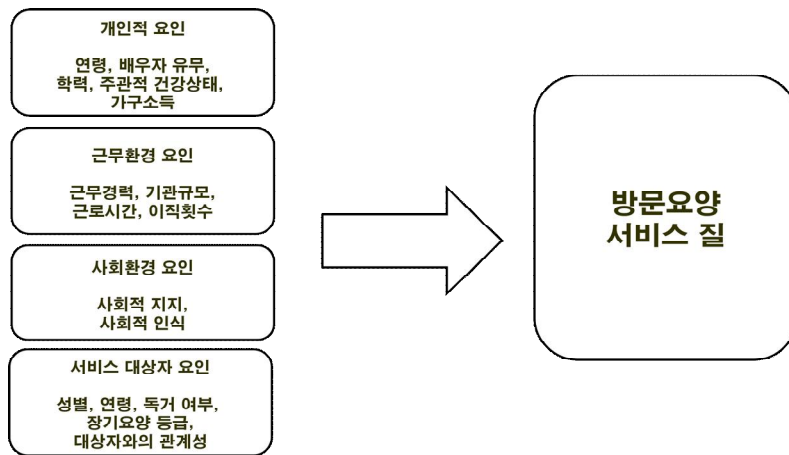 개인적 요인
연령, 배우자 유무,
학력, 주관적 건강상태,
가구소득
근무환경 요인
근무경력, 기관규모,
근로시간, 이직횟수
사회환경 요인
사회적 지지,
사회적 인식
서비스 대상자 요인
성별, 연령, 독거 여부,
장기요양 등급,
대상자와의 관계성
방문요양
서비스 질